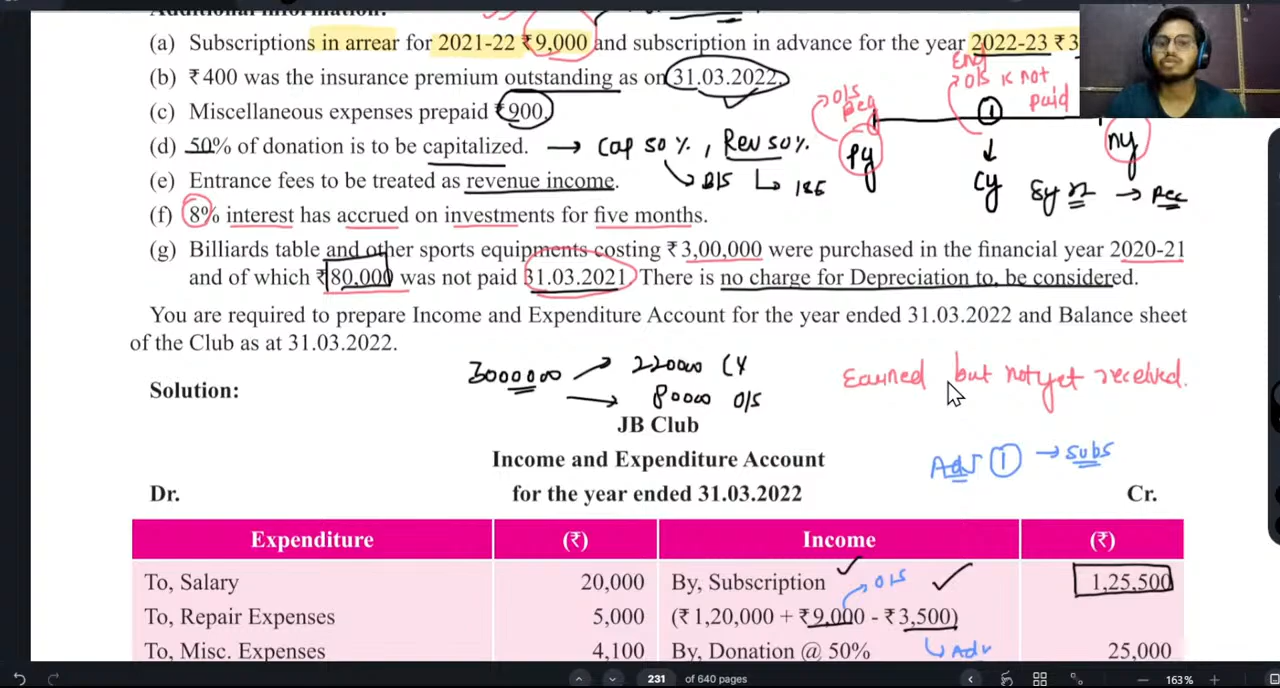 (a) Subscriptions in arrear for 2021-22 ₹ 9,000 and subscription in advance for the year 2022-23 ₹ 3
End
(b) ₹ 400 was the insurance premium outstanding as on 31.03.2022.
O/S is not
paid
O/S
(c) Miscellaneous expenses prepaid ₹ 900.
1
(d) 50% of donation is to be capitalized. → Cap 50 %, Rev 50 %.
Py
ny
(e) Entrance fees to be treated as revenue income.
B/S
I&E
Cy
(f) 8% interest has accrued on investments for five months.
(g) Billiards table and other sports equipments costing ₹ 3,00,000 were purchased in the financial year 2020-21
and of which ₹ 80,000 was not paid 31.03.2021 There is no charge for Depreciation to, be considered.
You are required to prepare Income and Expenditure Account for the year ended 31.03.2022 and Balance sheet
of the Club as at 31.03.2022.
3000000
220000 CY
80000 O/S
Earned but not yet received.
Solution:
JB Club
Adv 1 → Subs
Income and Expenditure Account
Dr.
for the year ended 31.03.2022
Cr.
Expenditure (₹) Income (₹)
To, Salary 20,000 By, Subscription 1,25,500
O/S
To, Repair Expenses 5,000 (₹ 1,20,000 + ₹ 9,000 - ₹ 3,500)
To, Misc. Expenses 4,100 By, Donation @ 50% 25,000
Adv
231 of 640 pages
163%